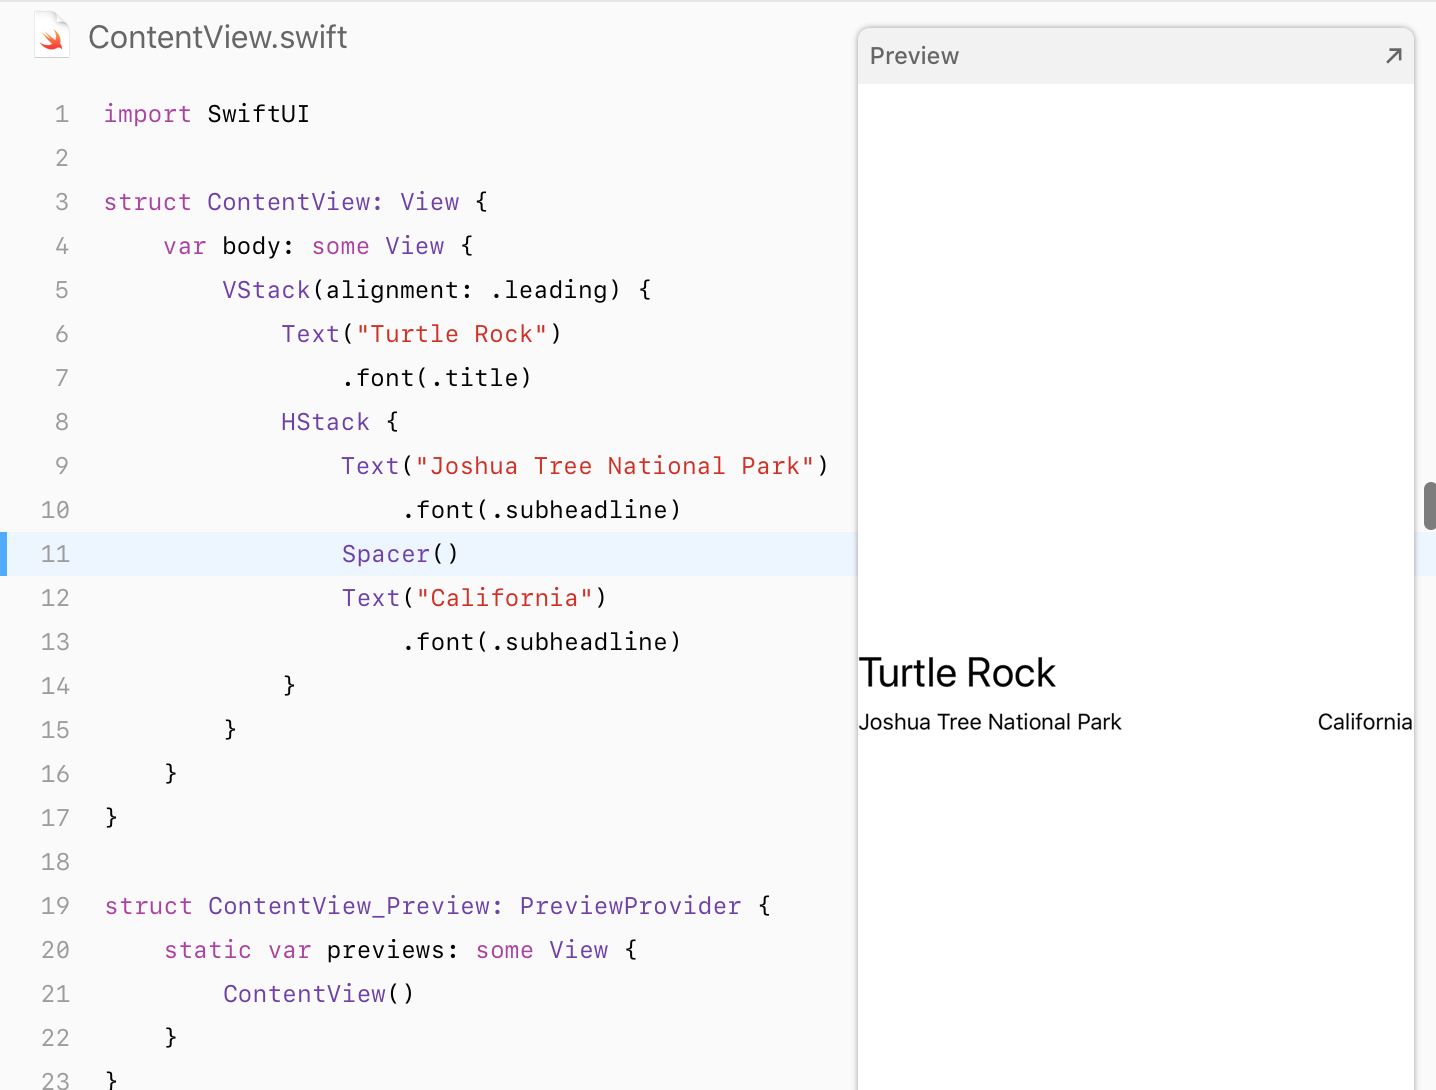 ContentView.swift
1 import SwiftUI
2
3 struct ContentView: View {
4     var body: some View {
5         VStack(alignment: .leading) {
6             Text("Turtle Rock")
7                 .font(.title)
8             HStack {
9                 Text("Joshua Tree National Park")
10                     .font(.subheadline)
11                 Spacer()
12                 Text("California")
13                     .font(.subheadline)
14             }
15         }
16     }
17 }
18
19 struct ContentView_Preview: PreviewProvider {
20     static var previews: some View {
21         ContentView()
22     }
23 }
Preview
Turtle Rock
Joshua Tree National Park California